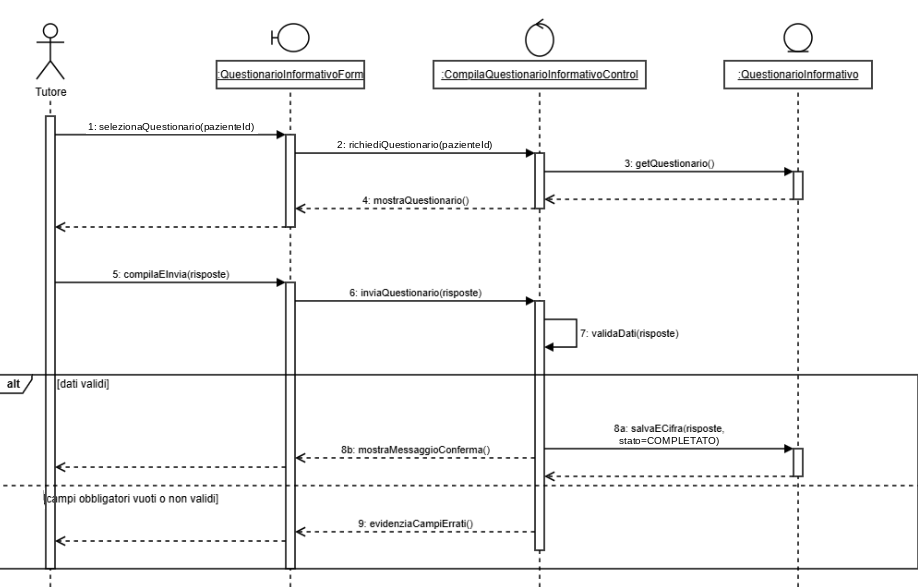 :QuestionarioInformativoForm
:CompilaQuestionarioInformativoControl
:QuestionarioInformativo
Tutore
1: selezionaQuestionario(pazienteId)
2: richiediQuestionario(pazienteId)
3: getQuestionario()
4: mostraQuestionario()
5: compilaEInvia(risposte)
6: inviaQuestionario(risposte)
7: validaDati(risposte)
alt
[dati validi]
8a: salvaECifra(risposte,
stato=COMPLETATO)
8b: mostraMessaggioConferma()
[campi obbligatori vuoti o non validi]
9: evidenziaCampiErrati()